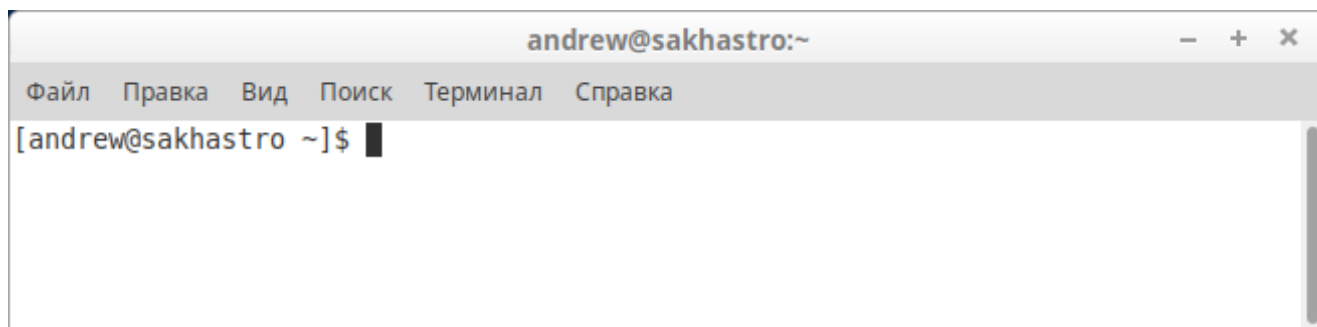 andrew@sakhastro:~
Файл Правка Вид Поиск Терминал Справка
[andrew@sakhastro ~]$